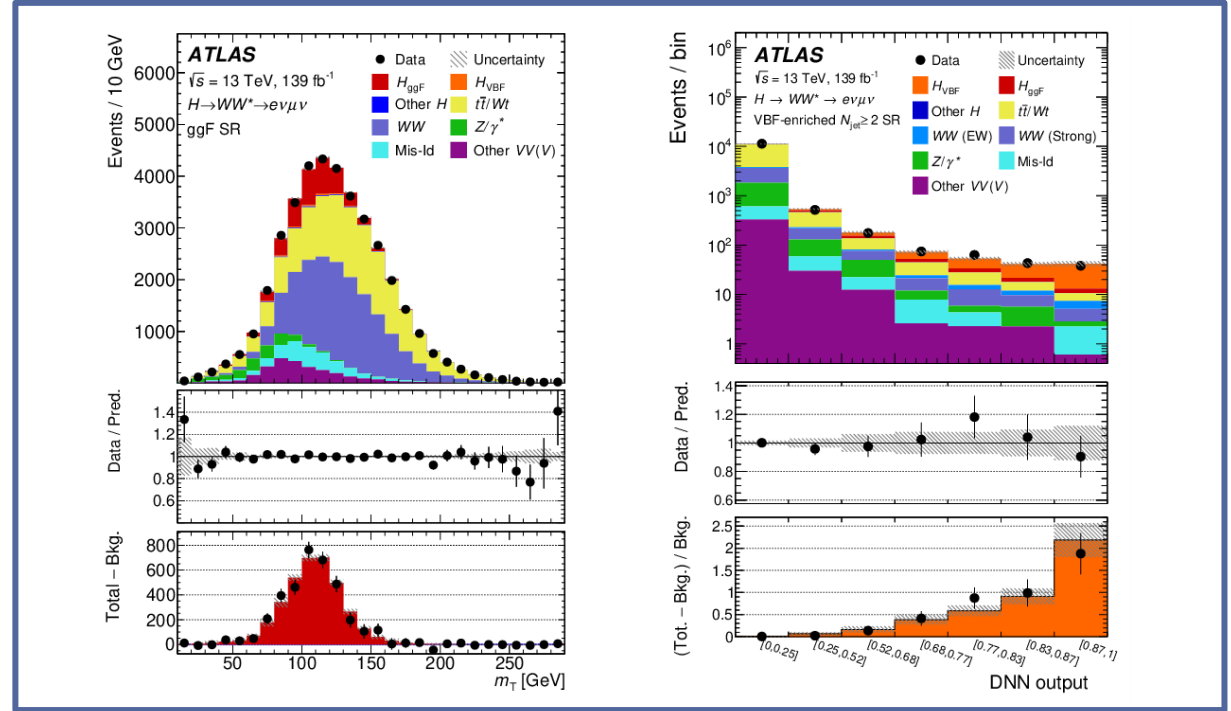 ATLAS
√s = 13 TeV, 139 fb⁻¹
H→WW*→eνμν
ggF SR
Data
Uncertainty
H_ggF
H_VBF
Other H
tt̄/Wt
WW
Z/γ*
Mis-Id
Other VV(V)
Events / 10 GeV
6000
5000
4000
3000
2000
1000
Data / Pred.
1.4
1.2
1
0.8
0.6
Total − Bkg.
800
600
400
200
0
50
100
150
200
250
m_T [GeV]
ATLAS
√s = 13 TeV, 139 fb⁻¹
H → WW* → eνμν
VBF-enriched N_jet ≥ 2 SR
Data
Uncertainty
H_VBF
H_ggF
Other H
tt̄/Wt
WW (EW)
WW (Strong)
Z/γ*
Mis-Id
Other VV(V)
Events / bin
10⁶
10⁵
10⁴
10³
10²
10
1
Data / Pred.
1.4
1.2
1
0.8
0.6
(Tot. − Bkg.) / Bkg.
2.5
2
1.5
1
0.5
0
[0,0.25]
[0.25,0.52]
[0.52,0.68]
[0.68,0.77]
[0.77,0.83]
[0.83,0.87]
[0.87,1]
DNN output